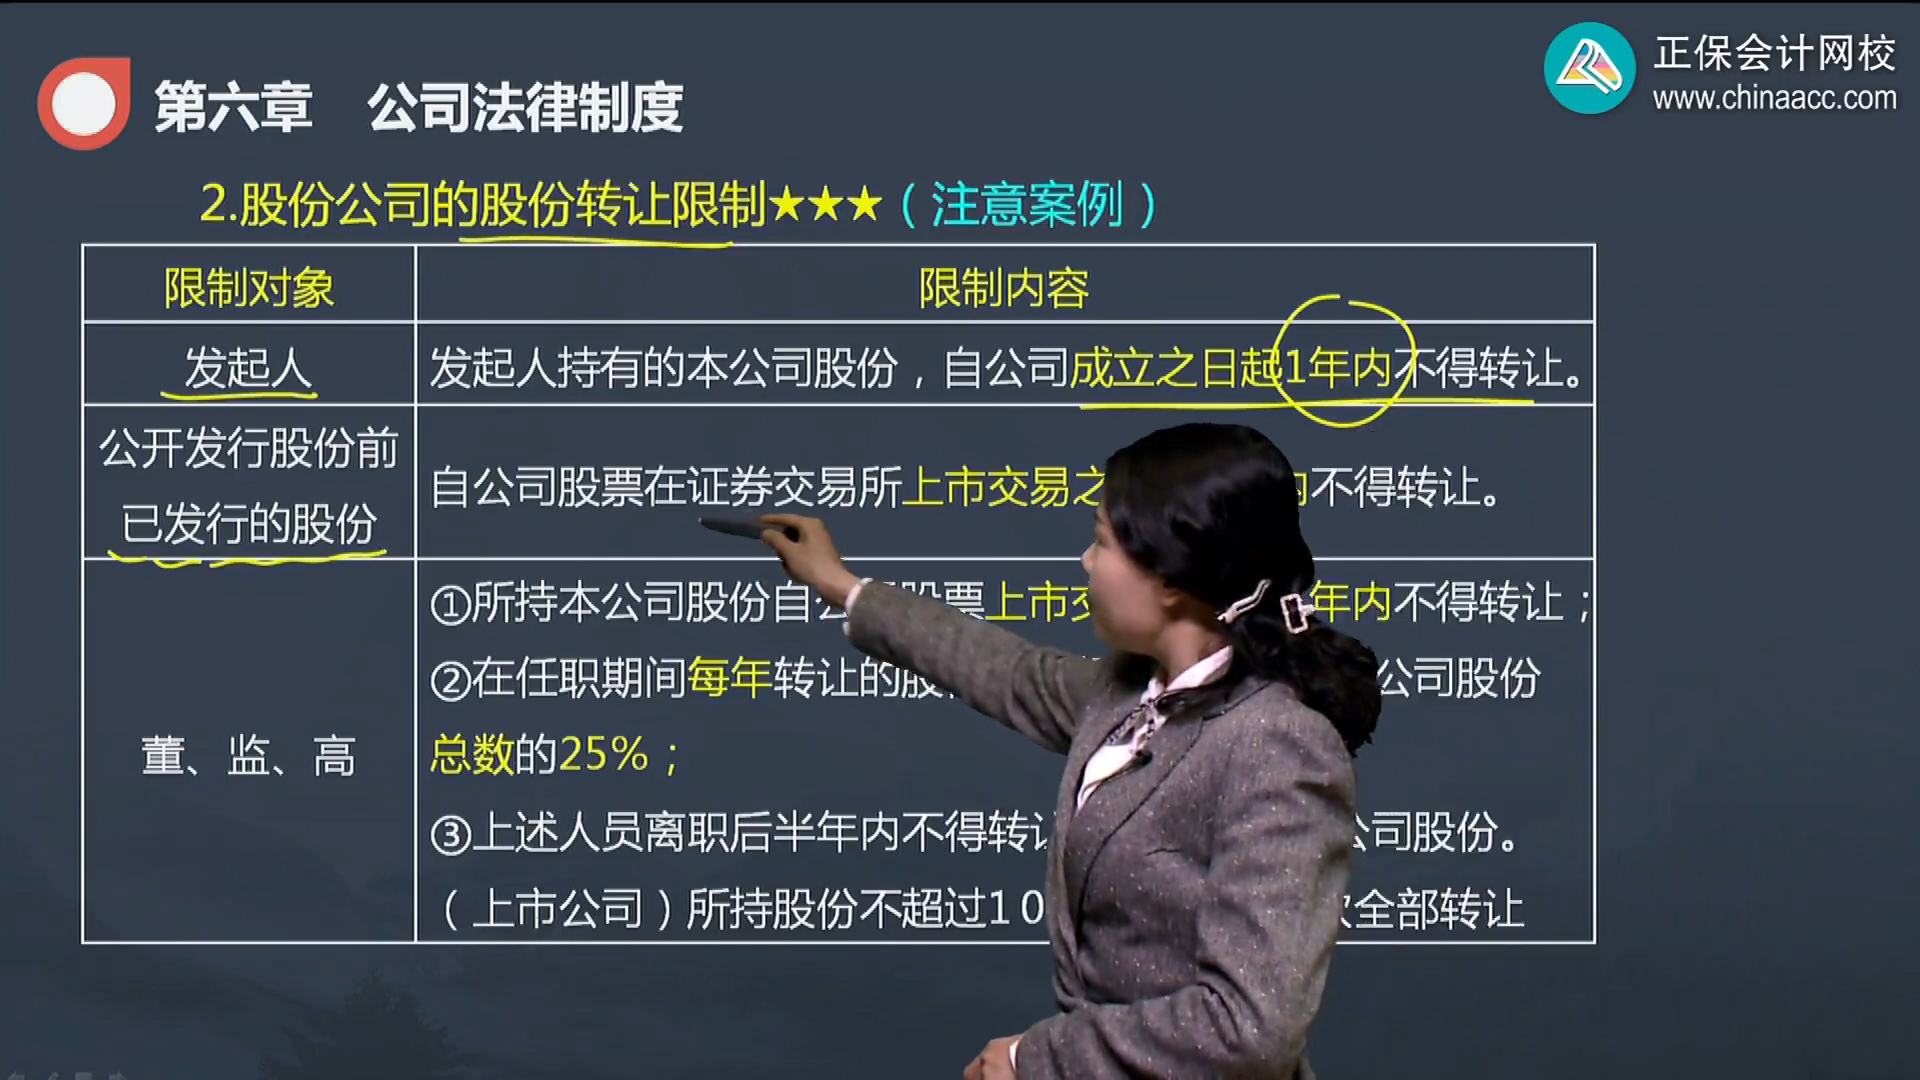 正保会计网校
www.chinaacc.com
第六章 公司法律制度
2.股份公司的股份转让限制★★★（注意案例）
限制对象 限制内容
发起人 发起人持有的本公司股份，自公司成立之日起1年内不得转让。
公开发行股份前
已发行的股份
自公司股票在证券交易所上市交易之 不得转让。
董、监、高
①所持本公司股份自公 股票上市交 年内不得转让；
②在任职期间每年转让的股 公司股份
总数的25%；
③上述人员离职后半年内不得转让 公司股份。
（上市公司）所持股份不超过10 全部转让